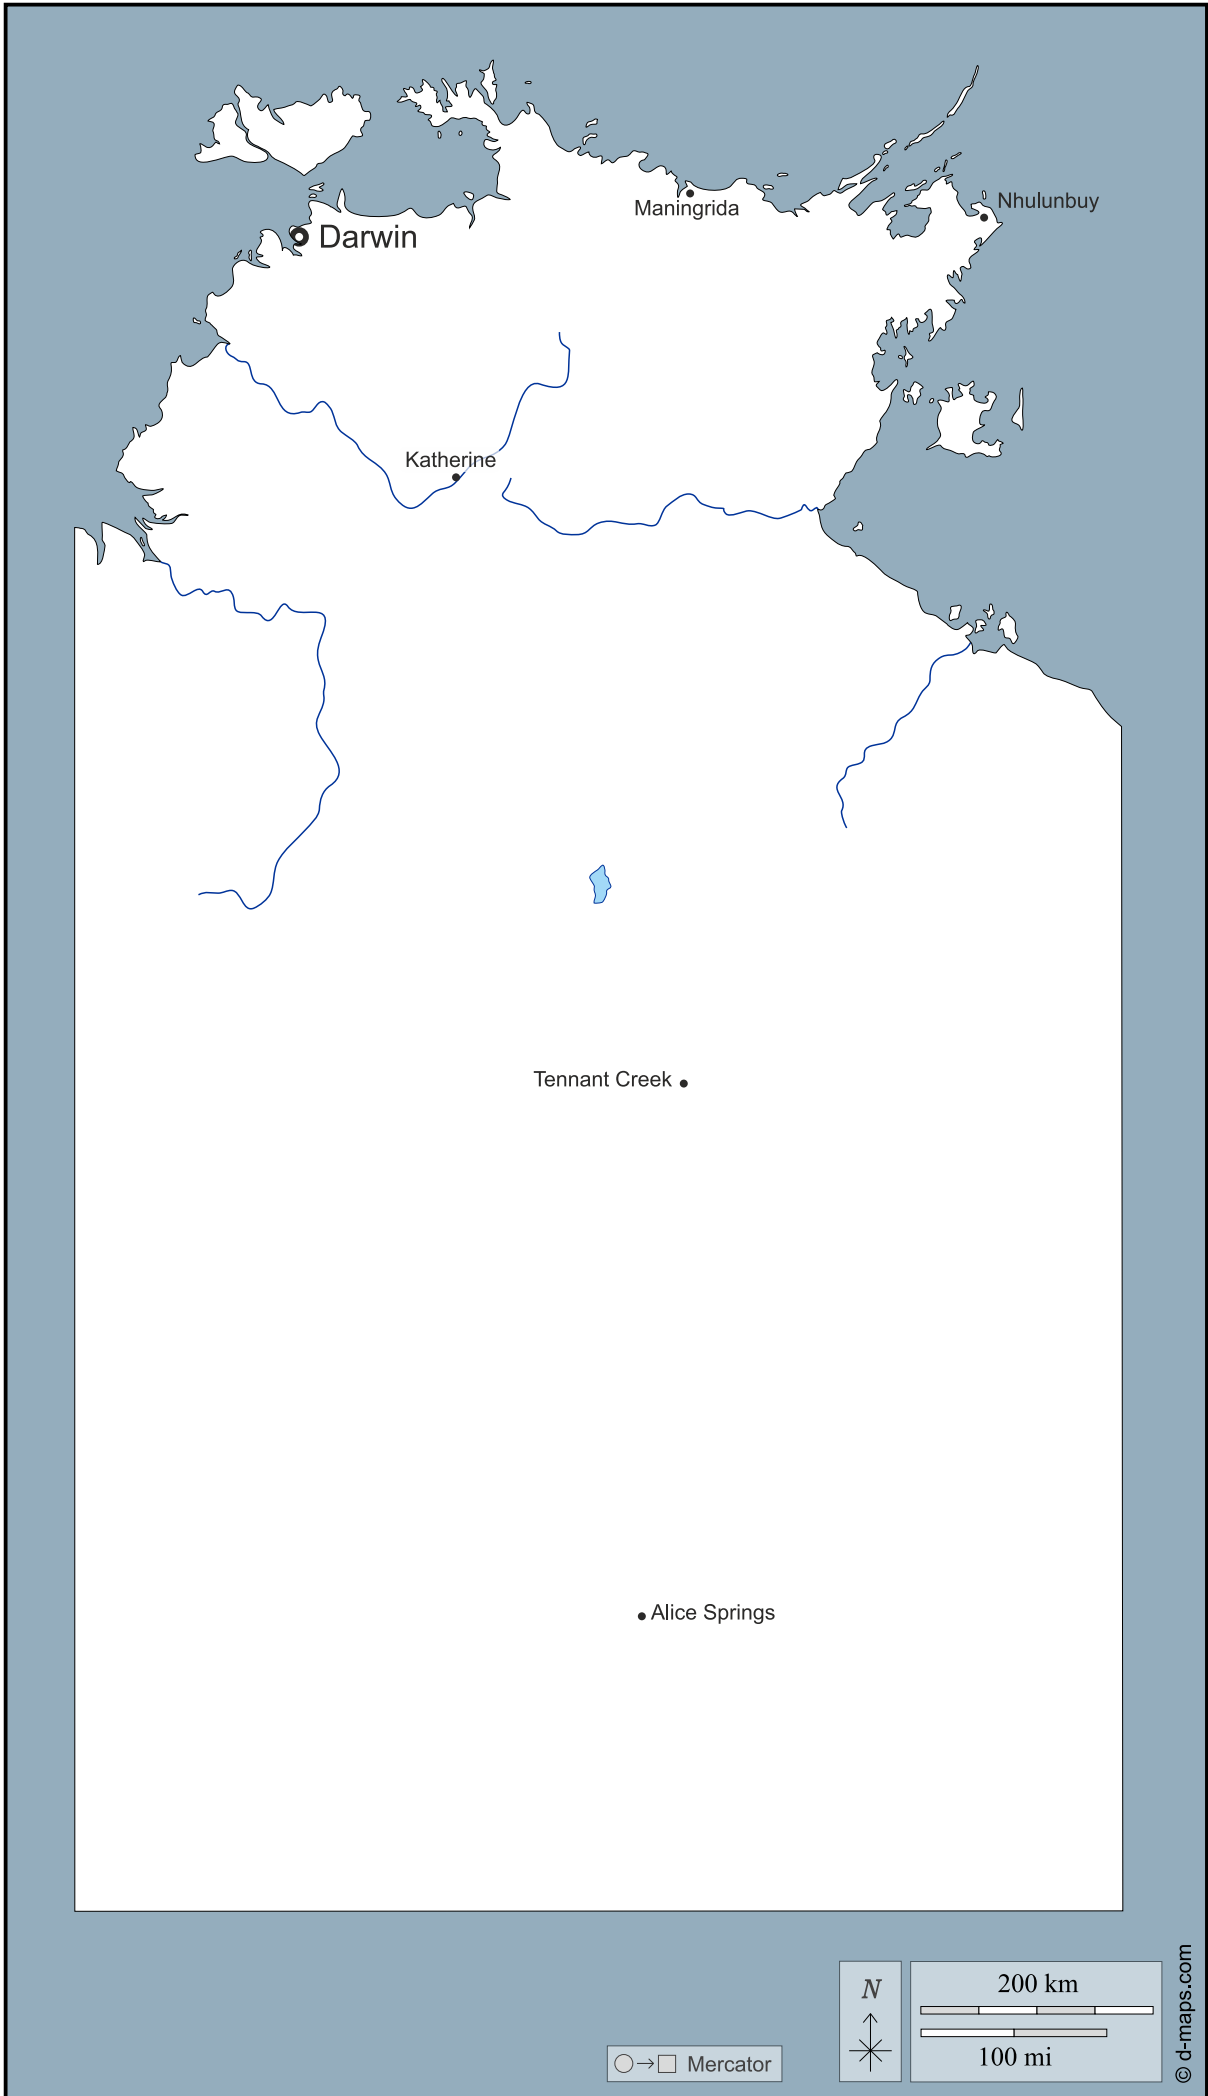 Maningrida
Nhulunbuy
Darwin
Katherine
Tennant Creek
Alice Springs
N
200 km
100 mi
Mercator
© d-maps.com